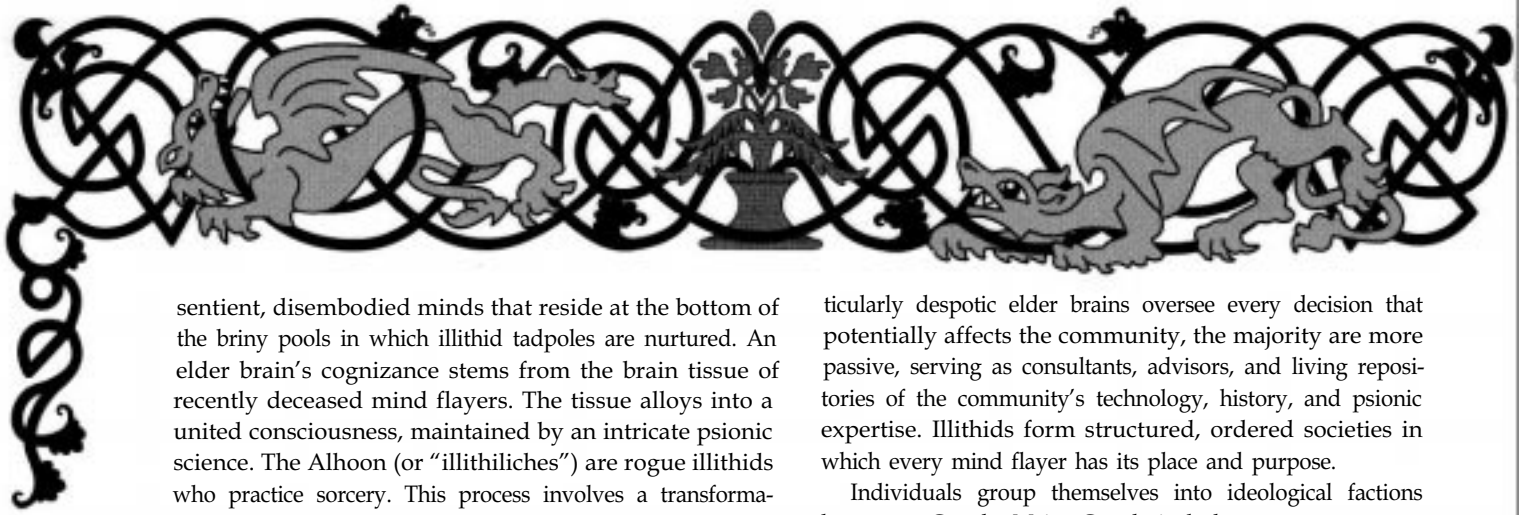 sentient, disembodied minds that reside at the bottom of
the briny pools in which illithid tadpoles are nurtured. An
elder brain’s cognizance stems from the brain tissue of
recently deceased mind flayers. The tissue alloys into a
united consciousness, maintained by an intricate psionic
science. The Alhoon (or “illithiliches”) are rogue illithids
who practice sorcery. This process involves a transforma-
ticularly despotic elder brains oversee every decision that
potentially affects the community, the majority are more
passive, serving as consultants, advisors, and living reposi-
tories of the community’s technology, history, and psionic
expertise. Illithids form structured, ordered societies in
which every mind flayer has its place and purpose.
Individuals group themselves into ideological factions